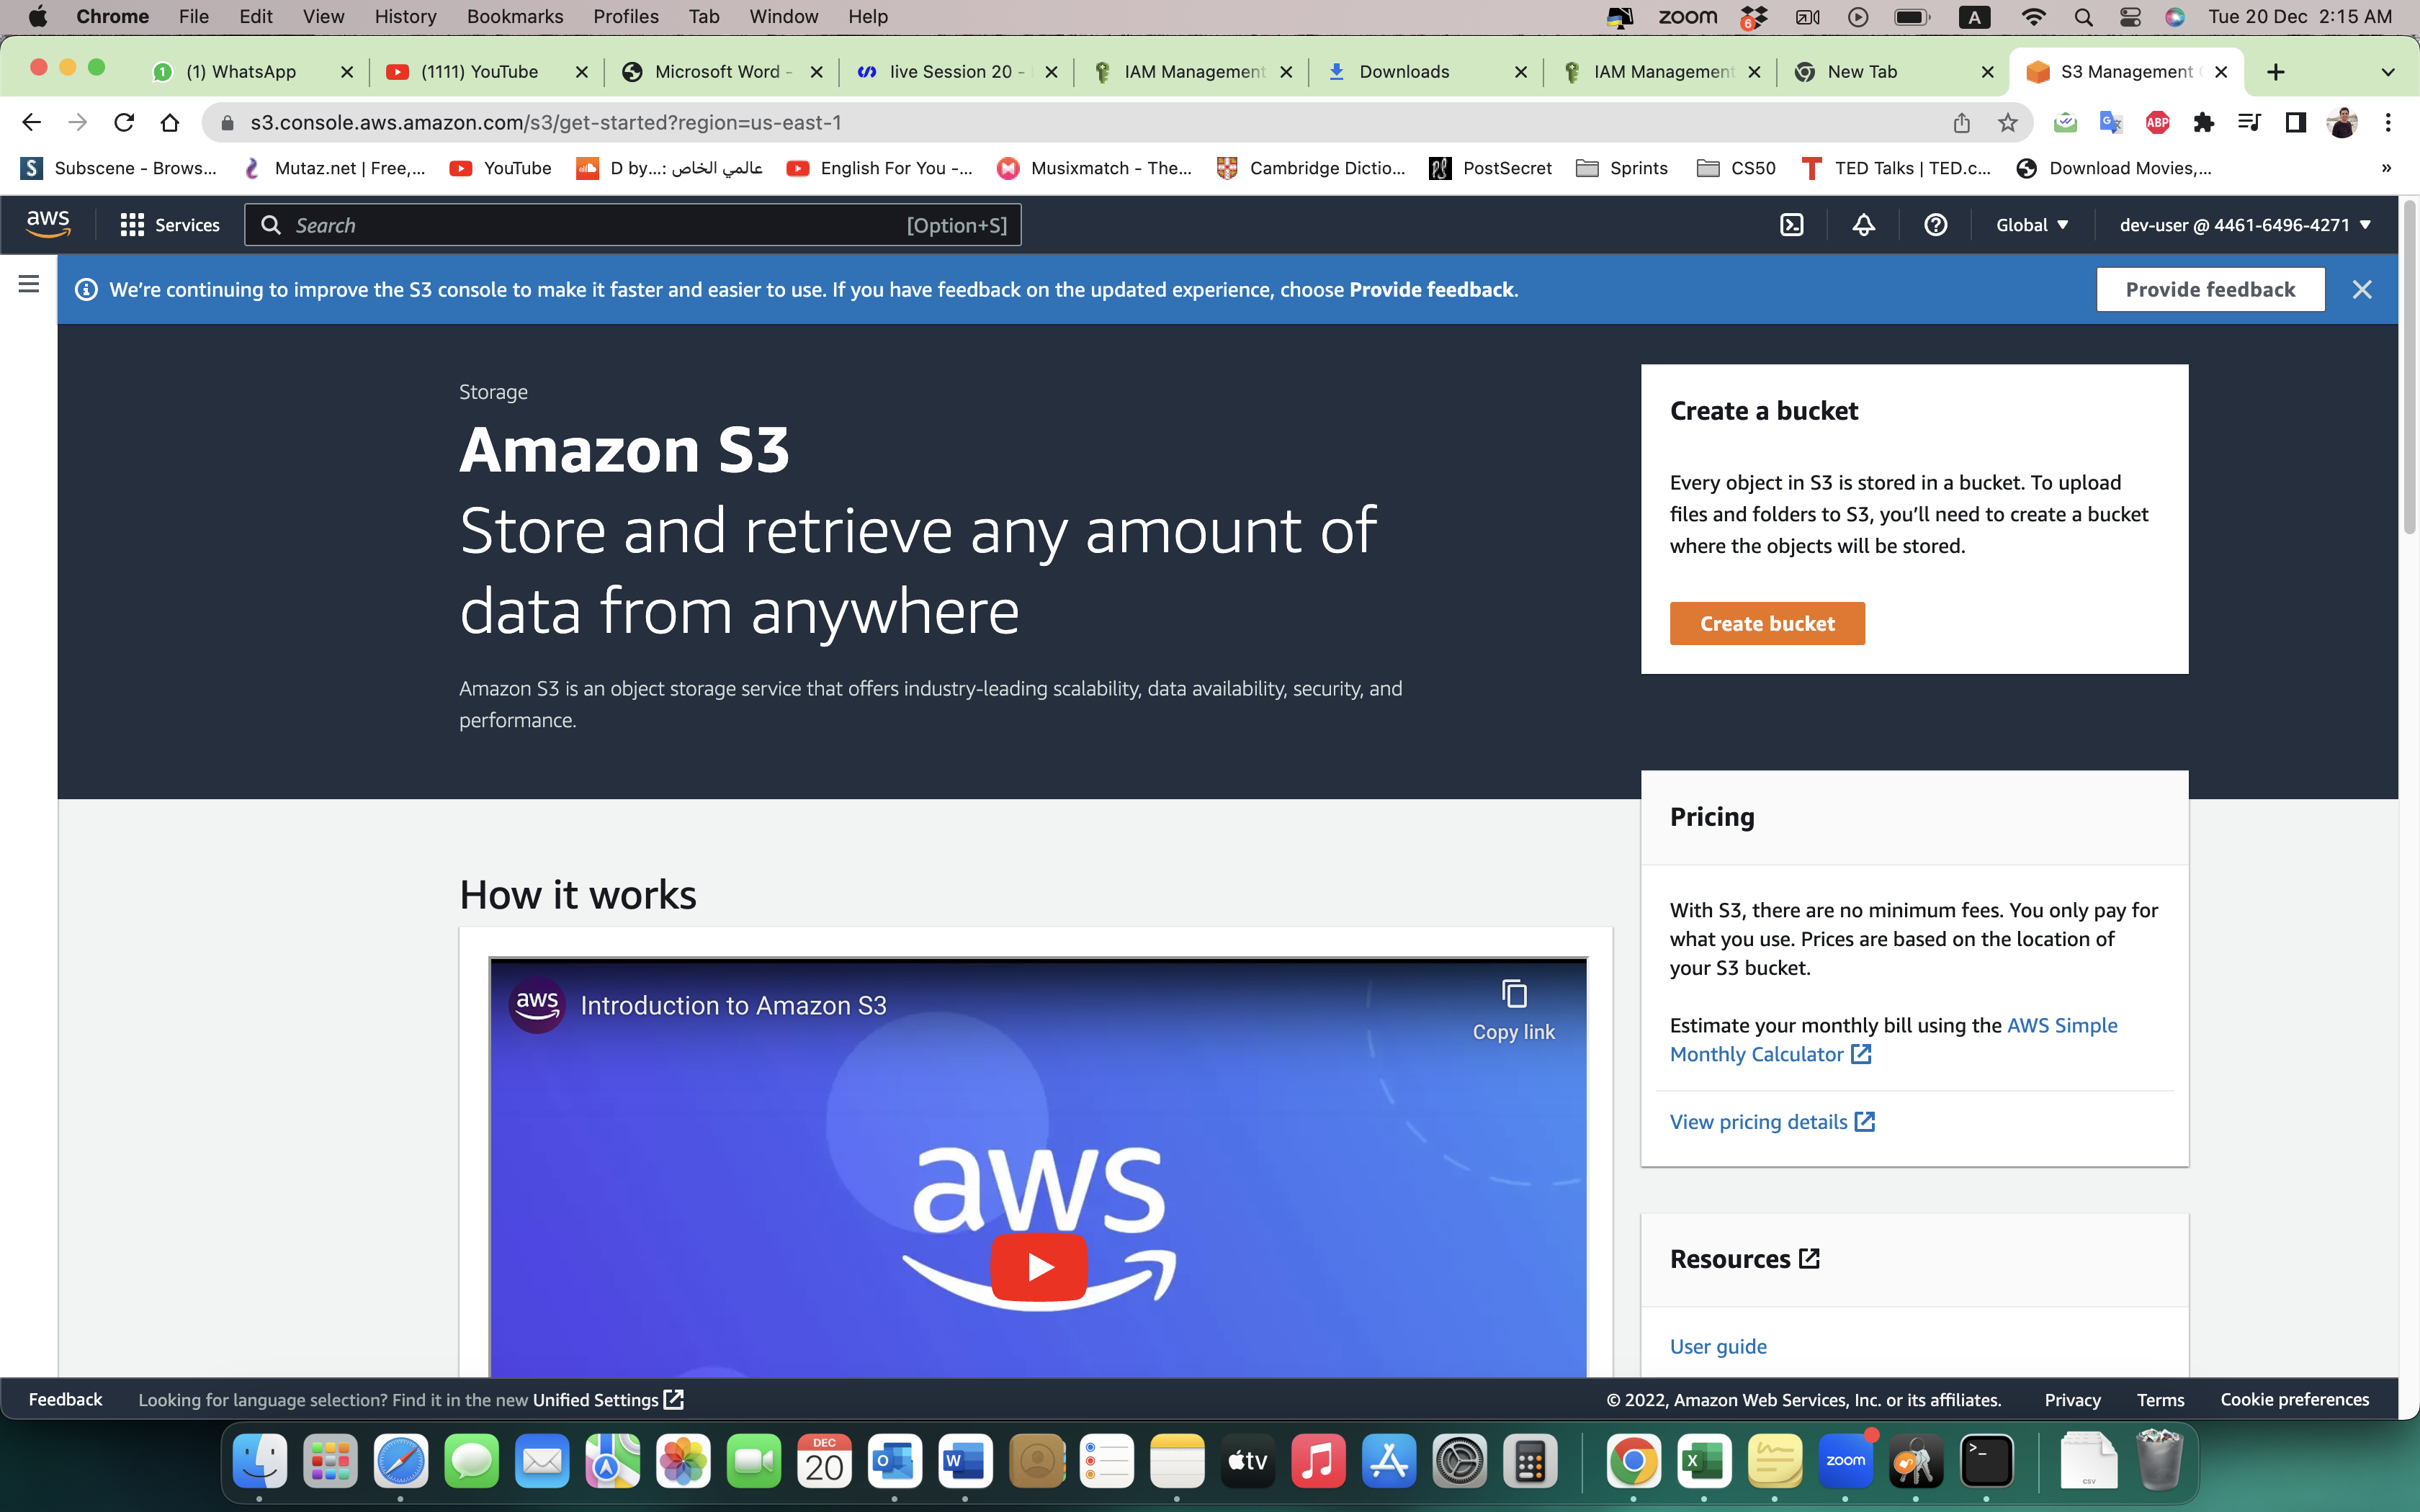 Chrome File Edit View History Bookmarks Profiles Tab Window Help zoom 6 A Tue 20 Dec 2:15 AM
1 (1) WhatsApp (1111) YouTube Microsoft Word - live Session 20 - IAM Management Downloads IAM Management New Tab S3 Management
s3.console.aws.amazon.com/s3/get-started?region=us-east-1 ABP
S Subscene - Brows... Mutaz.net | Free,... YouTube D by...: عالمي الخاص English For You -... Musixmatch - The... Cambridge Dictio... PostSecret Sprints CS50 TED Talks | TED.c... Download Movies,... »
aws Services Search [Option+S] Global dev-user @ 4461-6496-4271
We're continuing to improve the S3 console to make it faster and easier to use. If you have feedback on the updated experience, choose Provide feedback. Provide feedback
Storage
Amazon S3
Store and retrieve any amount of
data from anywhere
Amazon S3 is an object storage service that offers industry-leading scalability, data availability, security, and
performance.
Create a bucket
Every object in S3 is stored in a bucket. To upload
files and folders to S3, you'll need to create a bucket
where the objects will be stored.
Create bucket
Pricing
With S3, there are no minimum fees. You only pay for
what you use. Prices are based on the location of
your S3 bucket.
Estimate your monthly bill using the AWS Simple
Monthly Calculator
View pricing details
Resources
User guide
How it works
aws Introduction to Amazon S3
Copy link
aws
Feedback Looking for language selection? Find it in the new Unified Settings © 2022, Amazon Web Services, Inc. or its affiliates. Privacy Terms Cookie preferences
DEC
20 tv zoom csv